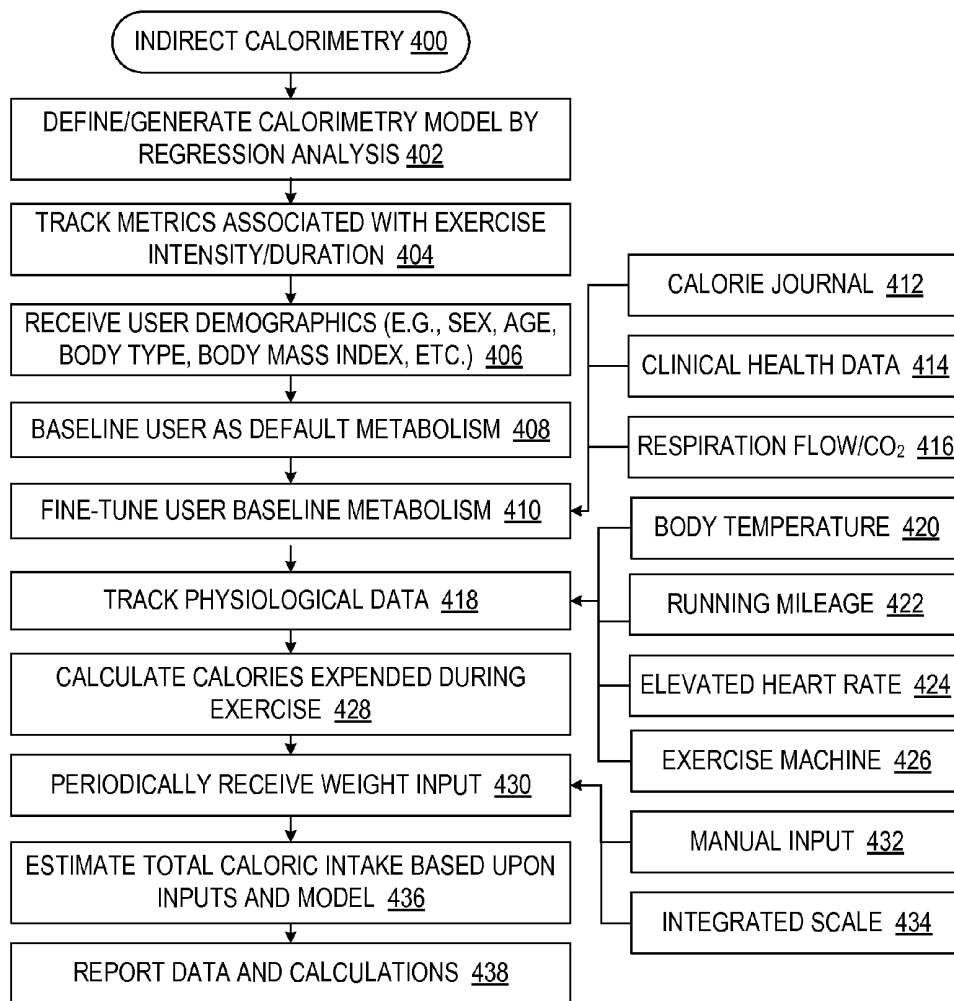 INDIRECT CALORIMETRY 400
DEFINE/GENERATE CALORIMETRY MODEL BY
REGRESSION ANALYSIS 402
TRACK METRICS ASSOCIATED WITH EXERCISE
INTENSITY/DURATION 404
RECEIVE USER DEMOGRAPHICS (E.G., SEX, AGE,
BODY TYPE, BODY MASS INDEX, ETC.) 406
BASELINE USER AS DEFAULT METABOLISM 408
FINE-TUNE USER BASELINE METABOLISM 410
TRACK PHYSIOLOGICAL DATA 418
CALCULATE CALORIES EXPENDED DURING
EXERCISE 428
PERIODICALLY RECEIVE WEIGHT INPUT 430
ESTIMATE TOTAL CALORIC INTAKE BASED UPON
INPUTS AND MODEL 436
REPORT DATA AND CALCULATIONS 438
CALORIE JOURNAL 412
CLINICAL HEALTH DATA 414
RESPIRATION FLOW/CO₂ 416
BODY TEMPERATURE 420
RUNNING MILEAGE 422
ELEVATED HEART RATE 424
EXERCISE MACHINE 426
MANUAL INPUT 432
INTEGRATED SCALE 434